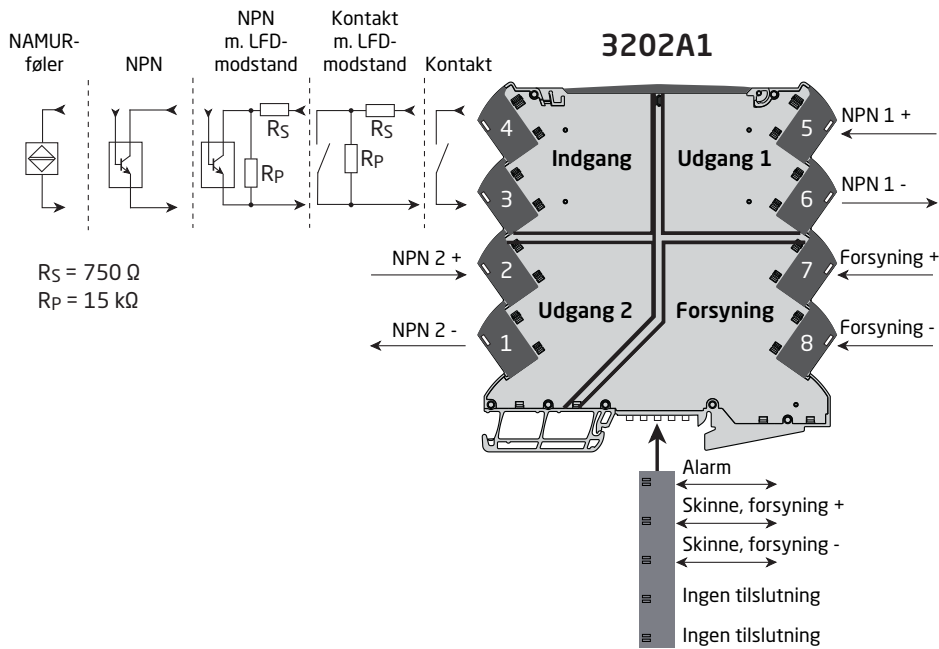 3202A1
NAMUR-
føler
NPN
NPN
m. LFD-
modstand
Kontakt
m. LFD-
modstand
Kontakt
RS
RP
RS
RP
RS = 750 Ω
RP = 15 kΩ
NPN 2 +
NPN 2 -
4
3
2
1
Indgang
Udgang 1
Udgang 2
Forsyning
5
6
7
8
NPN 1 +
NPN 1 -
Forsyning +
Forsyning -
Alarm
Skinne, forsyning +
Skinne, forsyning -
Ingen tilslutning
Ingen tilslutning